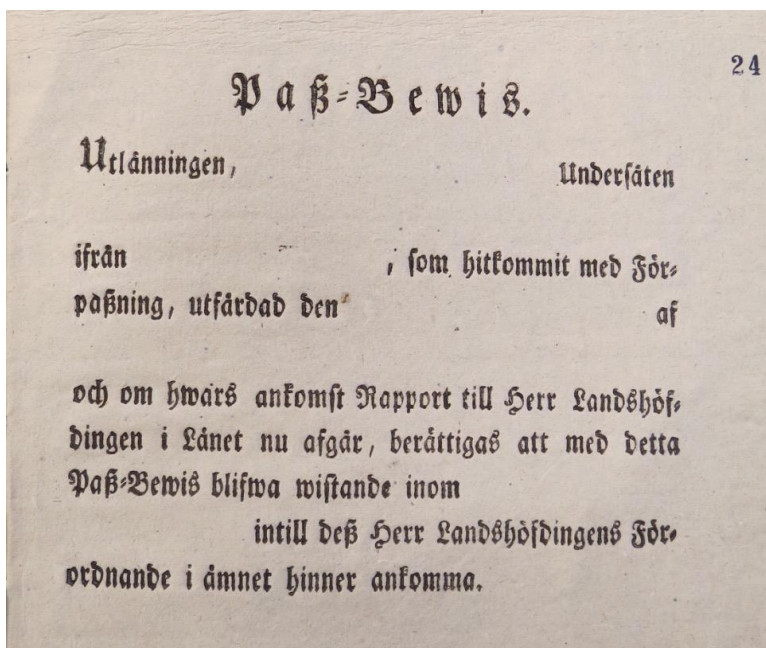 24
Paß-Bewis.
Utlänningen, Undersåten
ifrån , som hitkommit med För-
paßning, utfärdad den af
och om hwars ankomst Rapport till Herr Landshöf-
dingen i Länet nu afgår, berättigas att med detta
Paß-Bewis blifwa wistande inom
intill deß Herr Landshöfdingens För-
ordnande i ämnet hinner ankomma.